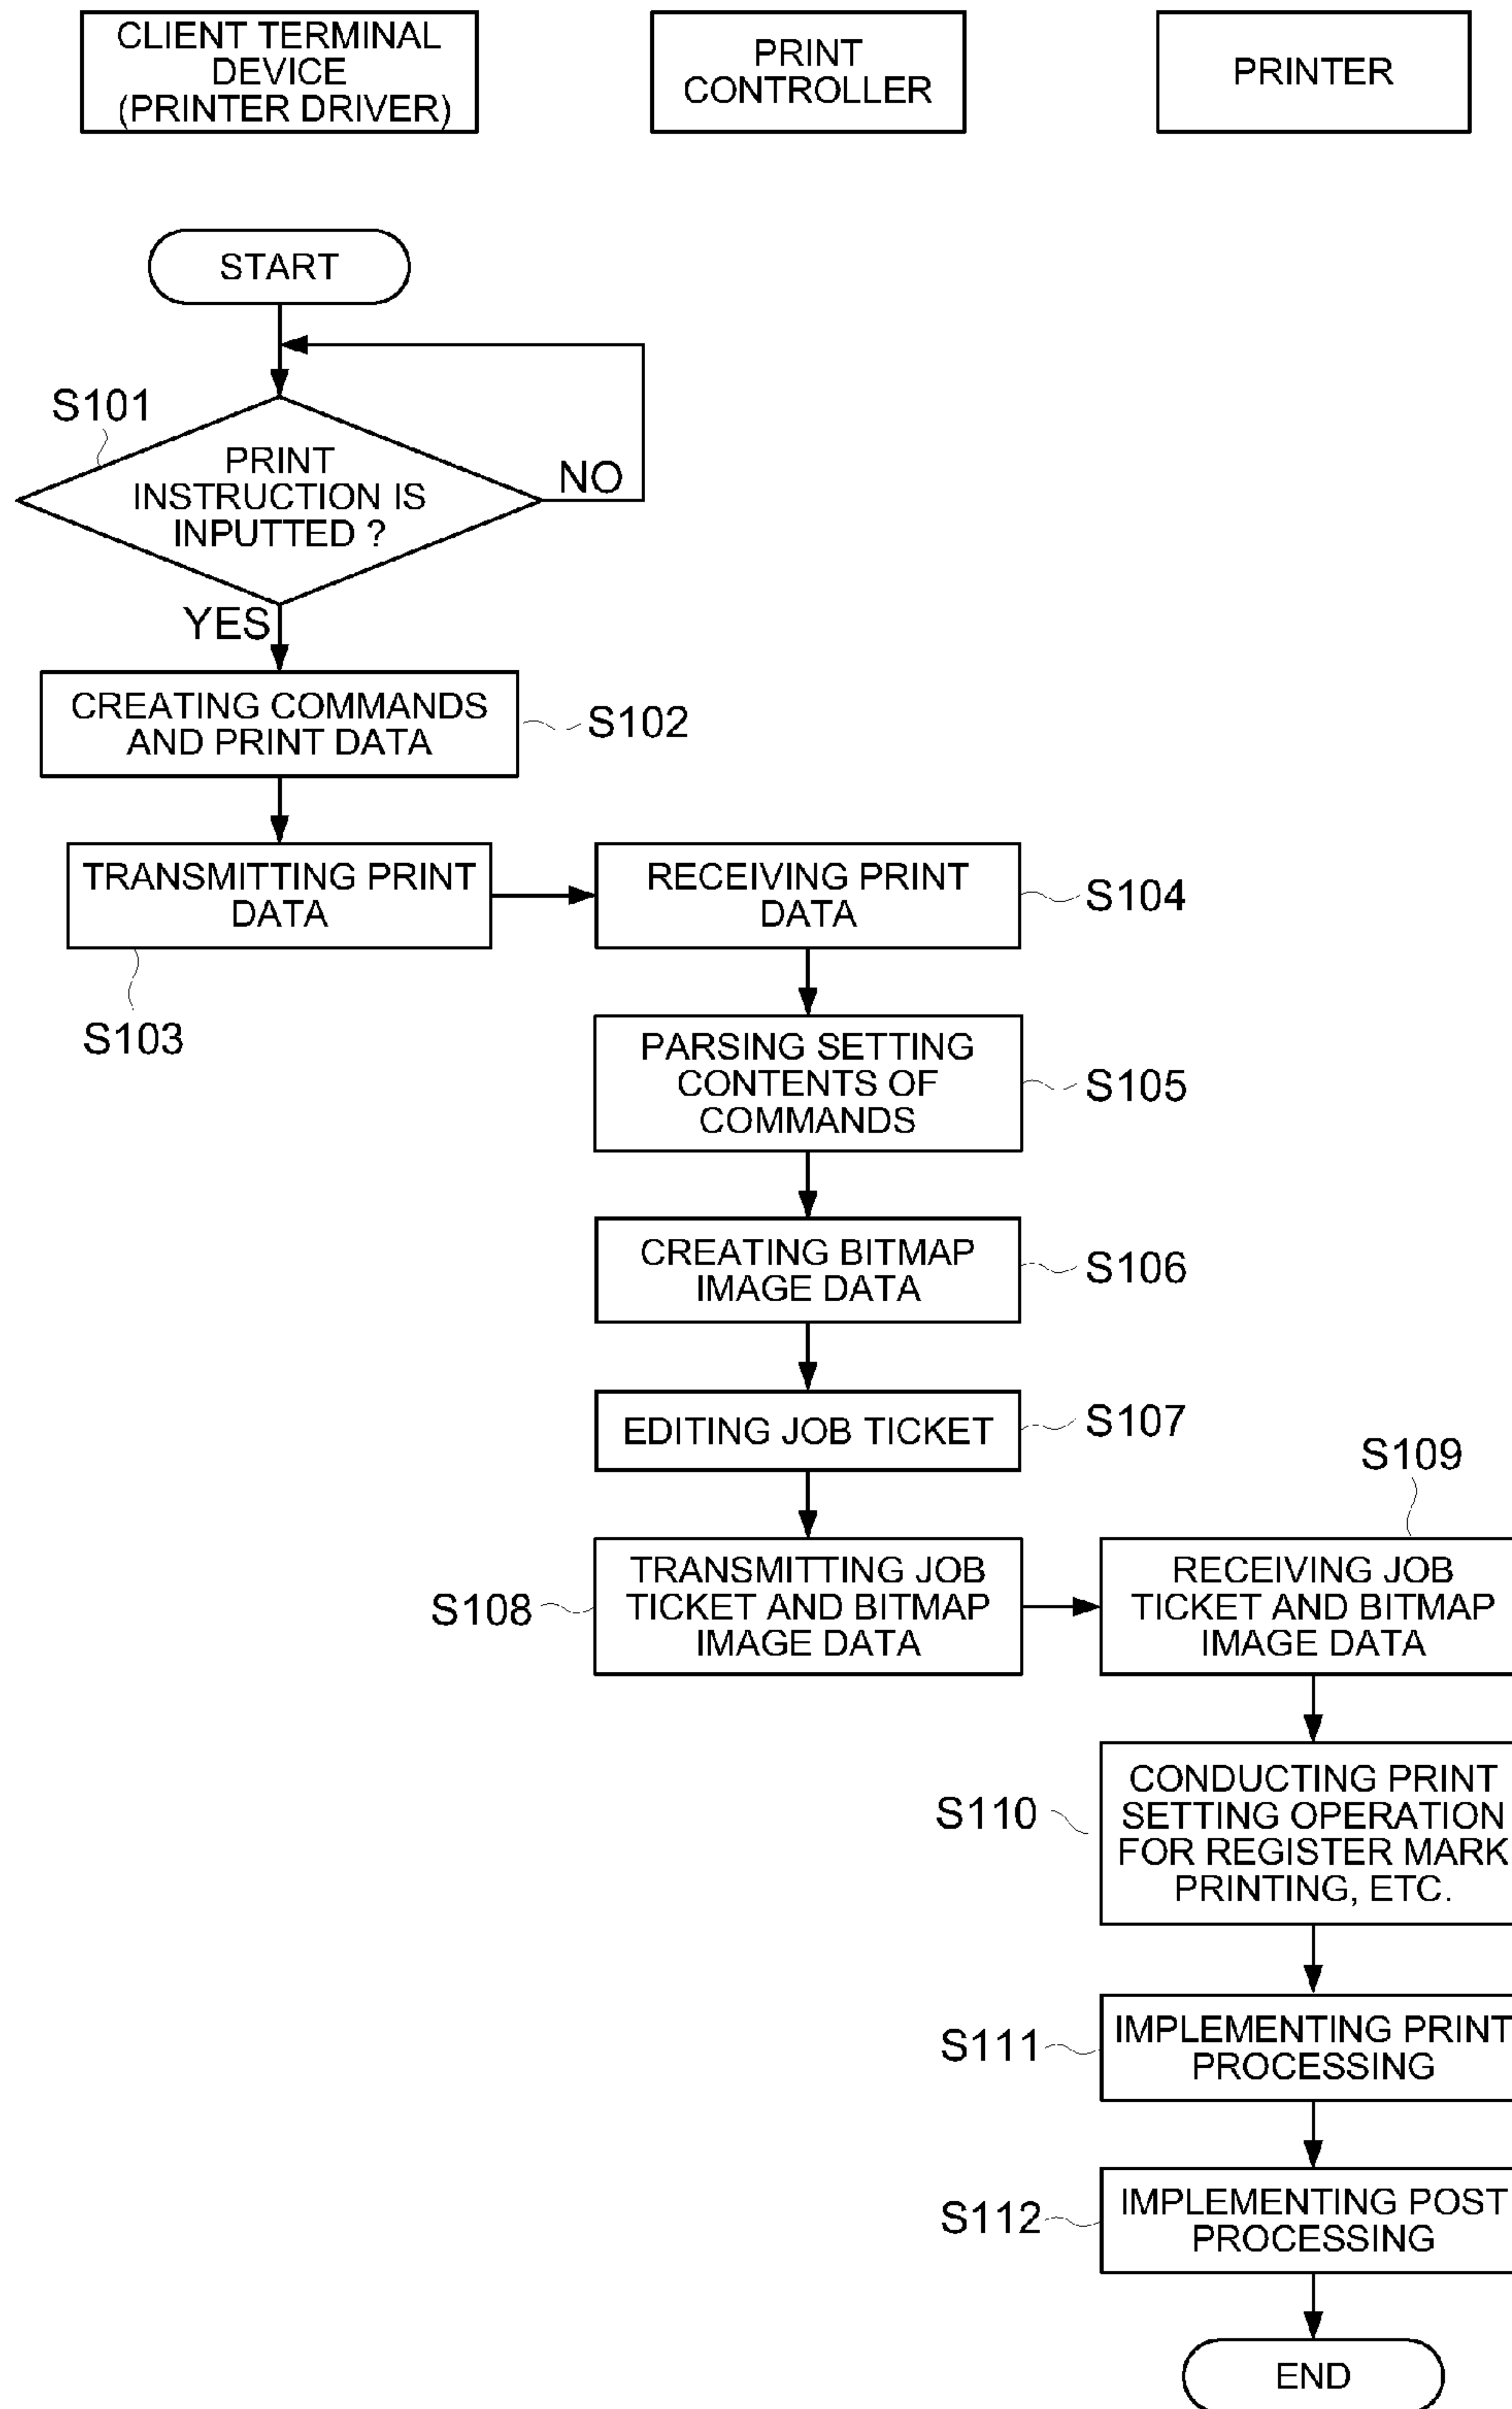 CLIENT TERMINAL
DEVICE
(PRINTER DRIVER)
PRINT
CONTROLLER
PRINTER
START
S101
PRINT
INSTRUCTION IS
INPUTTED ?
NO
YES
CREATING COMMANDS
AND PRINT DATA
S102
TRANSMITTING PRINT
DATA
S103
RECEIVING PRINT
DATA
S104
PARSING SETTING
CONTENTS OF
COMMANDS
S105
CREATING BITMAP
IMAGE DATA
S106
EDITING JOB TICKET
S107
S108
TRANSMITTING JOB
TICKET AND BITMAP
IMAGE DATA
S109
RECEIVING JOB
TICKET AND BITMAP
IMAGE DATA
S110
CONDUCTING PRINT
SETTING OPERATION
FOR REGISTER MARK
PRINTING, ETC.
S111
IMPLEMENTING PRINT
PROCESSING
S112
IMPLEMENTING POST
PROCESSING
END